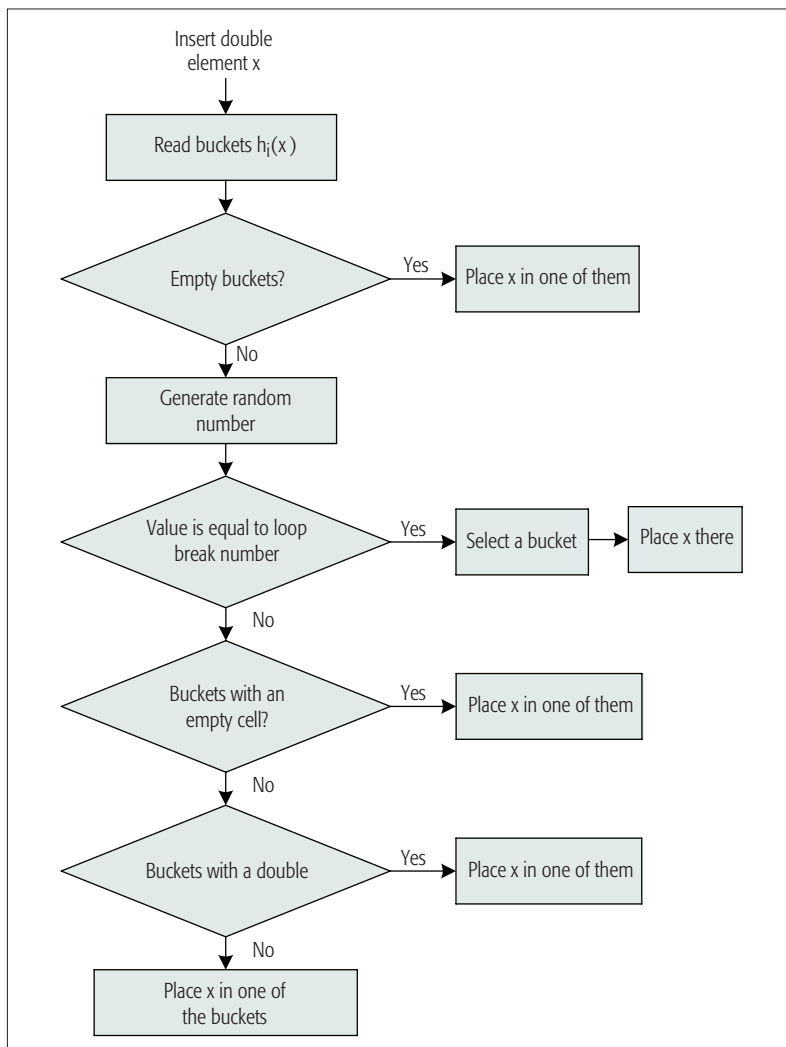 Insert double
element x
Read buckets hi(x)
Empty buckets?
Yes
Place x in one of them
No
Generate random
number
Value is equal to loop
break number
Yes
Select a bucket
Place x there
No
Buckets with an
empty cell?
Yes
Place x in one of them
No
Buckets with a double
Yes
Place x in one of them
No
Place x in one of
the buckets